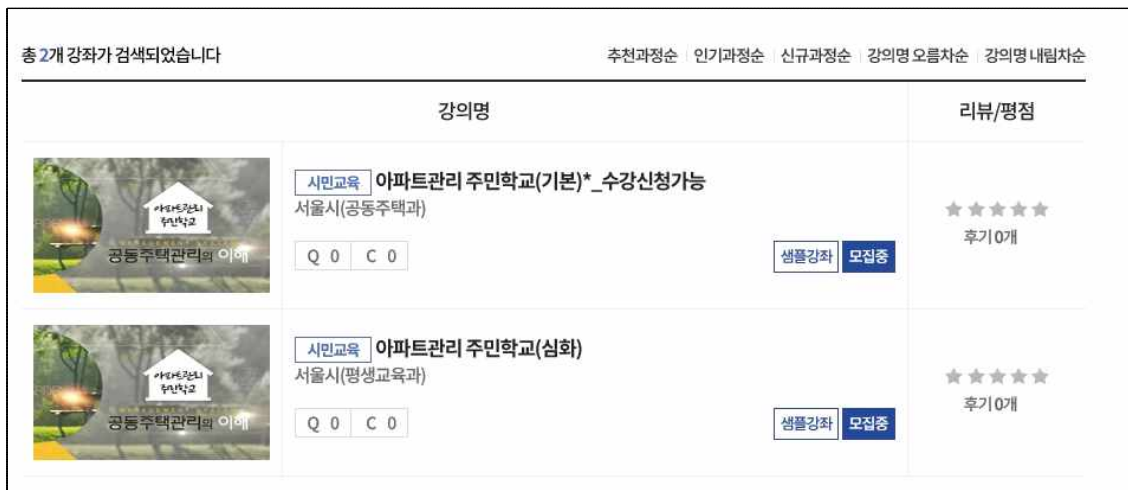 총 2개 강좌가 검색되었습니다
추천과정순 인기과정순 신규과정순 강의명 오름차순 강의명 내림차순
강의명 리뷰/평점
아파트관리
주민학교
공동주택관리의 이해
시민교육 아파트관리 주민학교(기본)*_수강신청가능
서울시(공동주택과)
Q 0 C 0
샘플강좌 모집중
후기 0개
아파트관리
주민학교
공동주택관리의 이해
시민교육 아파트관리 주민학교(심화)
서울시(평생교육과)
Q 0 C 0
샘플강좌 모집중
후기 0개